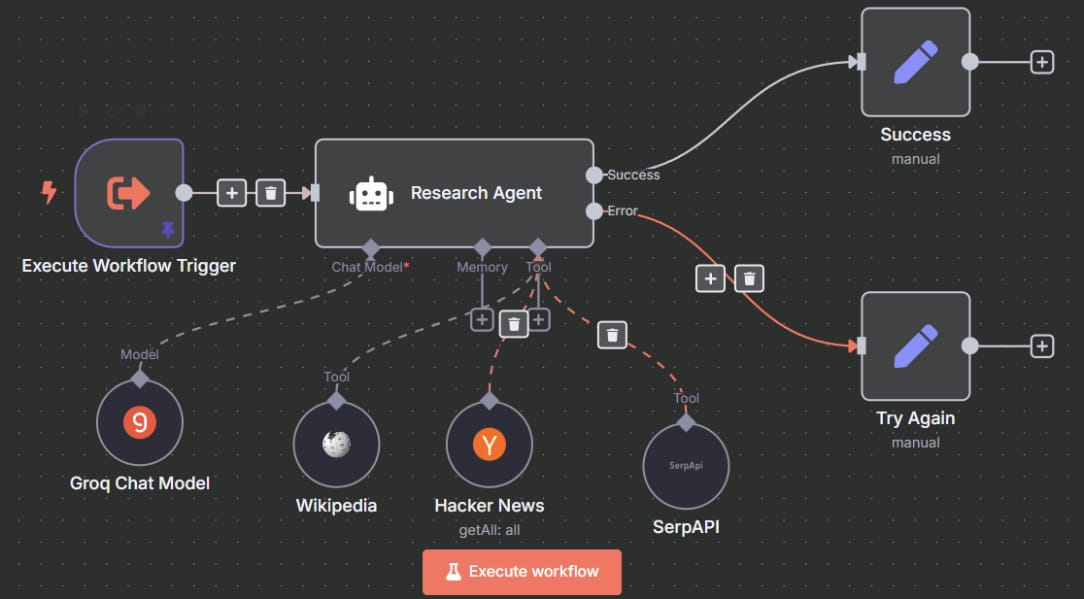 Success
manual
Execute Workflow Trigger
Research Agent
Success
Error
Chat Model*
Memory
Tool
Model
Tool
Tool
9
Groq Chat Model
Wikipedia
Y
Hacker News
getAll: all
SerpApi
SerpAPI
Try Again
manual
Execute workflow